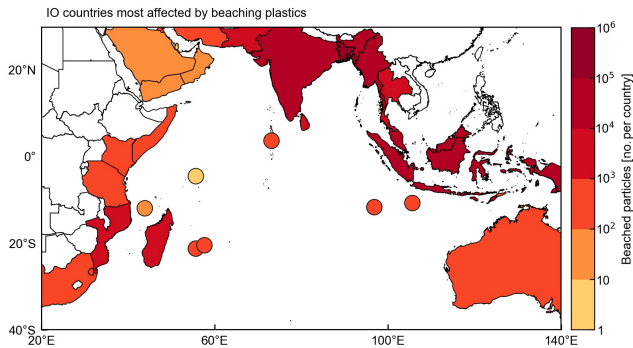 IO countries most affected by beaching plastics
20°N
0°
20°S
40°S
20°E
60°E
100°E
140°E
10⁶
10⁵
10⁴
10³
10²
10
1
Beached particles [no. per country]